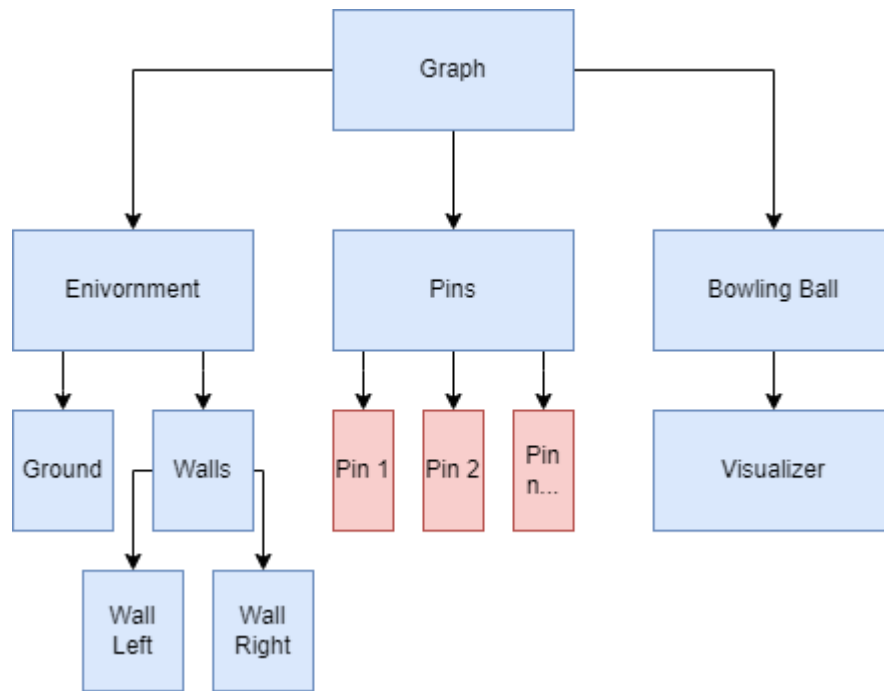 Graph
Enivornment
Pins
Bowling Ball
Ground
Walls
Pin 1
Pin 2
Pin
n...
Visualizer
Wall
Left
Wall
Right